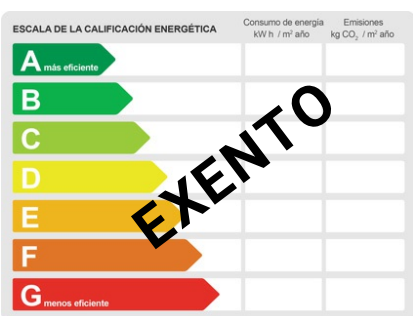 ESCALA DE LA CALIFICACIÓN ENERGÉTICA
Consumo de energía
kW h / m² año
Emisiones
kg CO₂ / m² año
A más eficiente
B
C
D
E
F
G menos eficiente
EXENTO